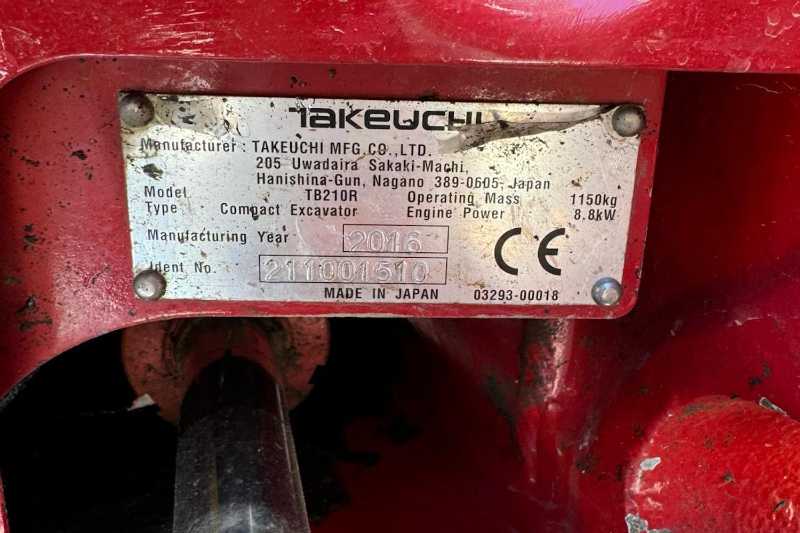 TAKEUCHI
Manufacturer : TAKEUCHI MFG.CO.,LTD.
205 Uwadaira Sakaki-Machi,
Hanishina-Gun, Nagano 389-0605, Japan
Model TB210R Operating Mass 1150kg
Type Compact Excavator Engine Power 8.8kW
Manufacturing Year 2016 CE
Ident No. 211001510
MADE IN JAPAN 03293-00018